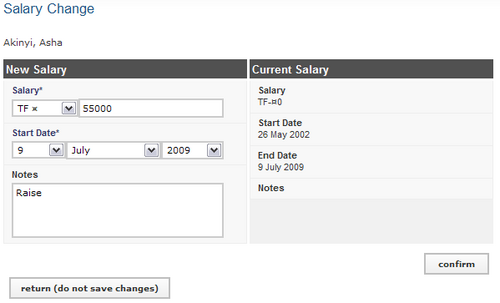 Salary Change
Akinyi, Asha
New Salary
Salary*
TF ¤ 55000
Start Date*
9 July 2009
Notes
Raise
Current Salary
Salary
TF-¤0
Start Date
26 May 2002
End Date
9 July 2009
Notes
confirm
return (do not save changes)